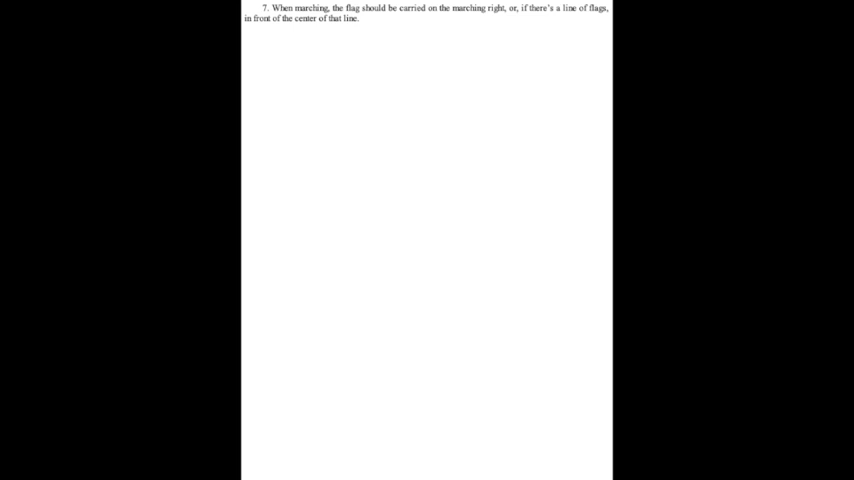 7. When marching, the flag should be carried on the marching right, or, if there's a line of flags,
in front of the center of that line.